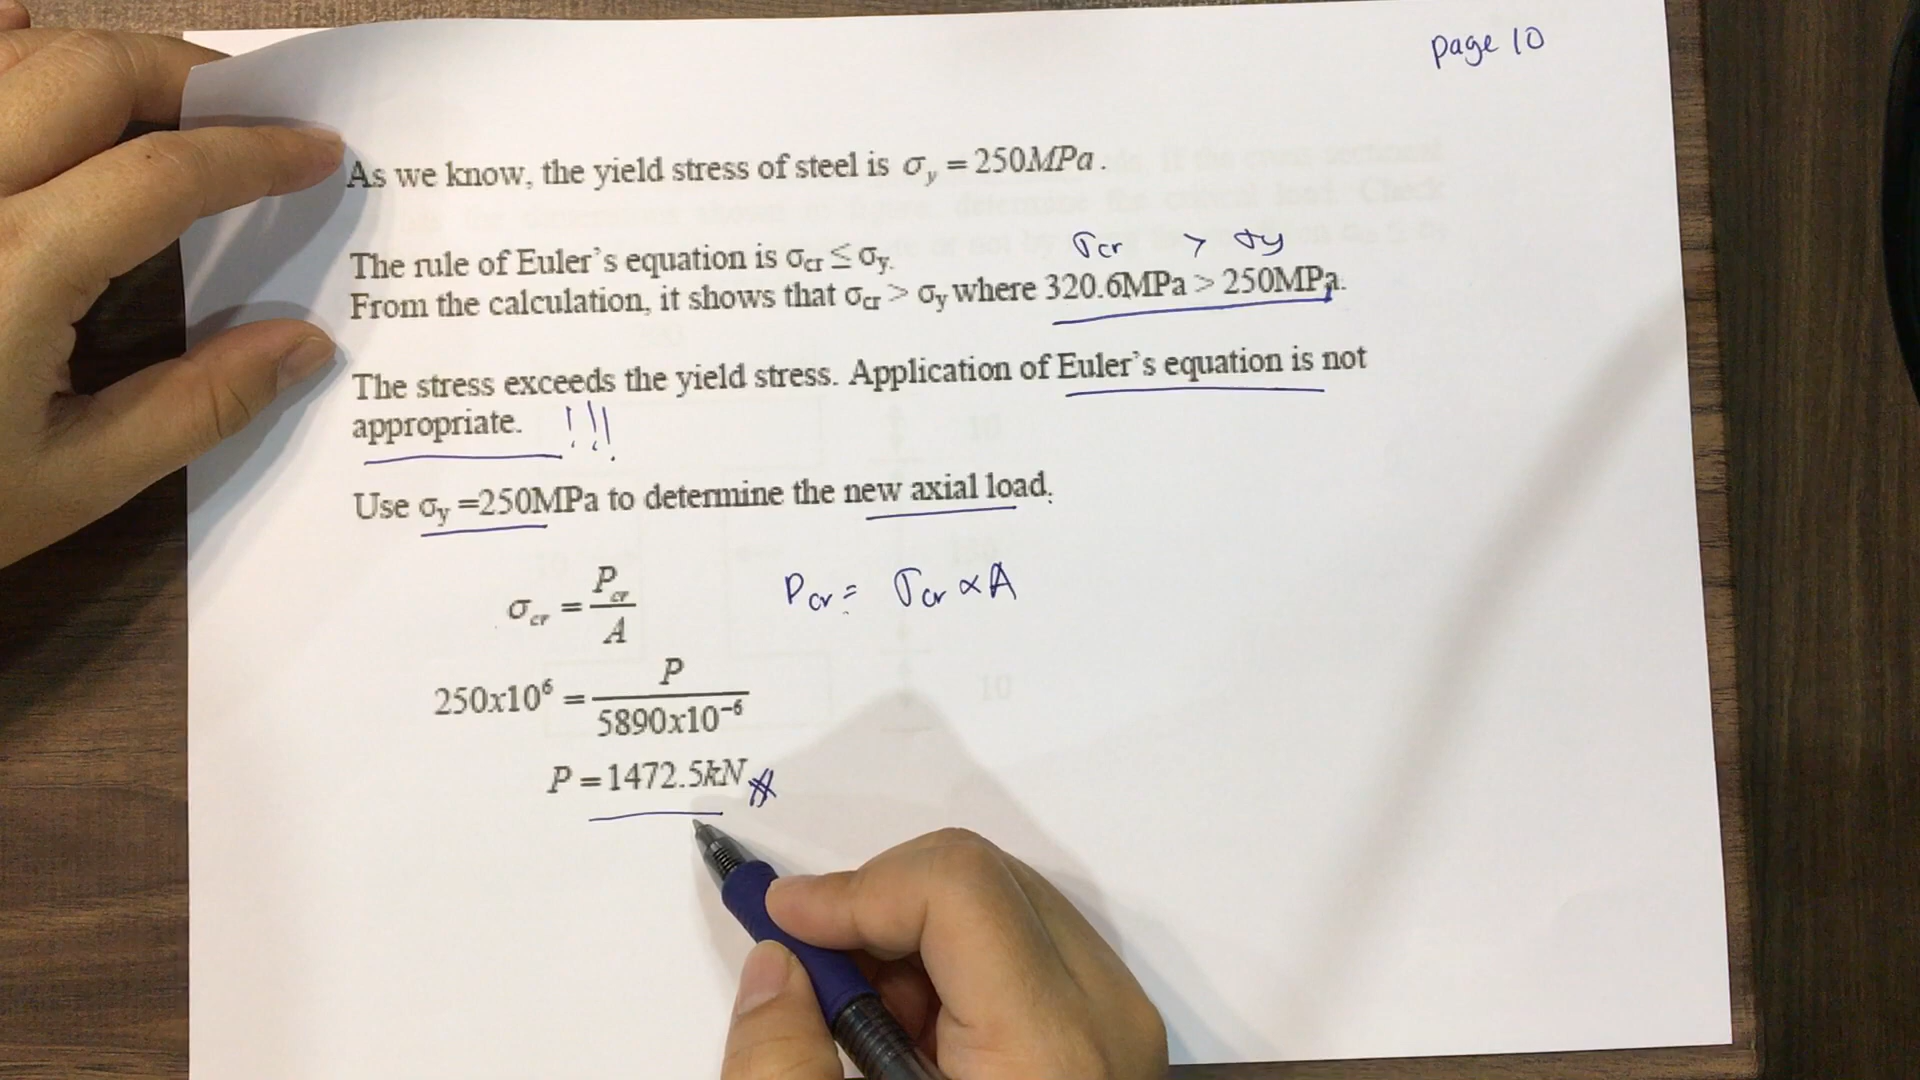 page 10
As we know, the yield stress of steel is σy = 250MPa.
σcr > σy
The rule of Euler's equation is σcr ≤ σy.
From the calculation, it shows that σcr > σy where 320.6MPa > 250MPa.
The stress exceeds the yield stress. Application of Euler's equation is not
appropriate. !!!
Use σy =250MPa to determine the new axial load.
σcr = Pcr / A
Pcr = σcr × A
250x10⁶ = P / 5890x10⁻⁶
P = 1472.5kN